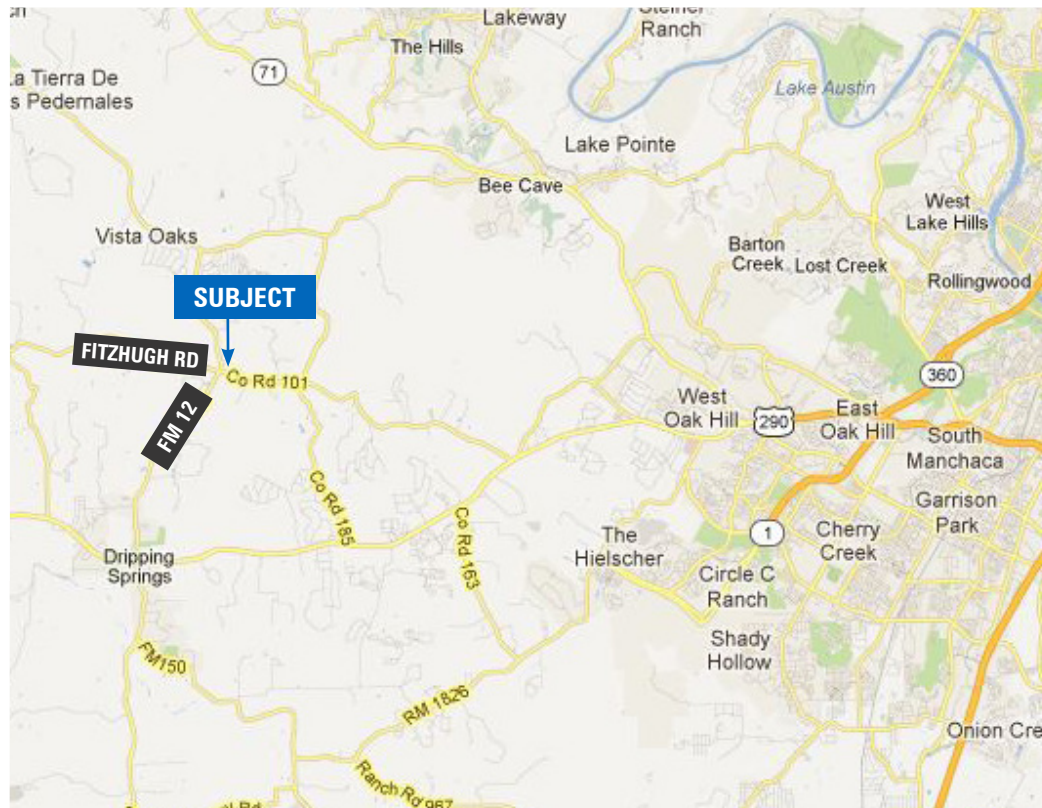 Lakeway
Steiner
Ranch
The Hills
71
La Tierra De
s Pedernales
Lake Austin
Lake Pointe
Bee Cave
West
Lake Hills
Vista Oaks
Barton
Creek
Lost Creek
Rollingwood
SUBJECT
FITZHUGH RD
Co Rd 101
FM 12
360
West
Oak Hill
290
East
Oak Hill
South
Manchaca
Co Rd 185
Co Rd 163
Garrison
Park
The
Hielscher
1
Cherry
Creek
Dripping
Springs
Circle C
Ranch
Shady
Hollow
FM150
RM 1826
Onion Cre
Ranch Rd 967